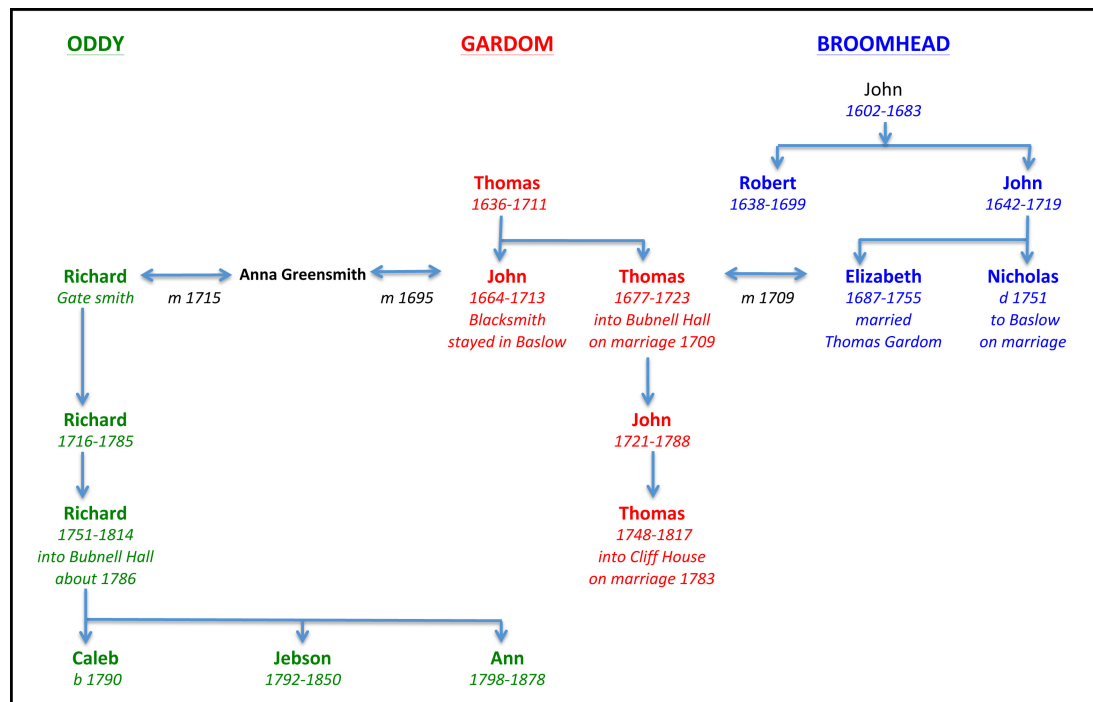 ODDY
GARDOM
BROOMHEAD
John
1602-1683
Thomas
1636-1711
Robert
1638-1699
John
1642-1719
Richard
Gate smith
m 1715
Anna Greensmith
m 1695
John
1664-1713
Blacksmith
stayed in Baslow
Thomas
1677-1723
into Bubnell Hall
on marriage 1709
m 1709
Elizabeth
1687-1755
married
Thomas Gardom
Nicholas
d 1751
to Baslow
on marriage
Richard
1716-1785
John
1721-1788
Richard
1751-1814
into Bubnell Hall
about 1786
Thomas
1748-1817
into Cliff House
on marriage 1783
Caleb
b 1790
Jebson
1792-1850
Ann
1798-1878